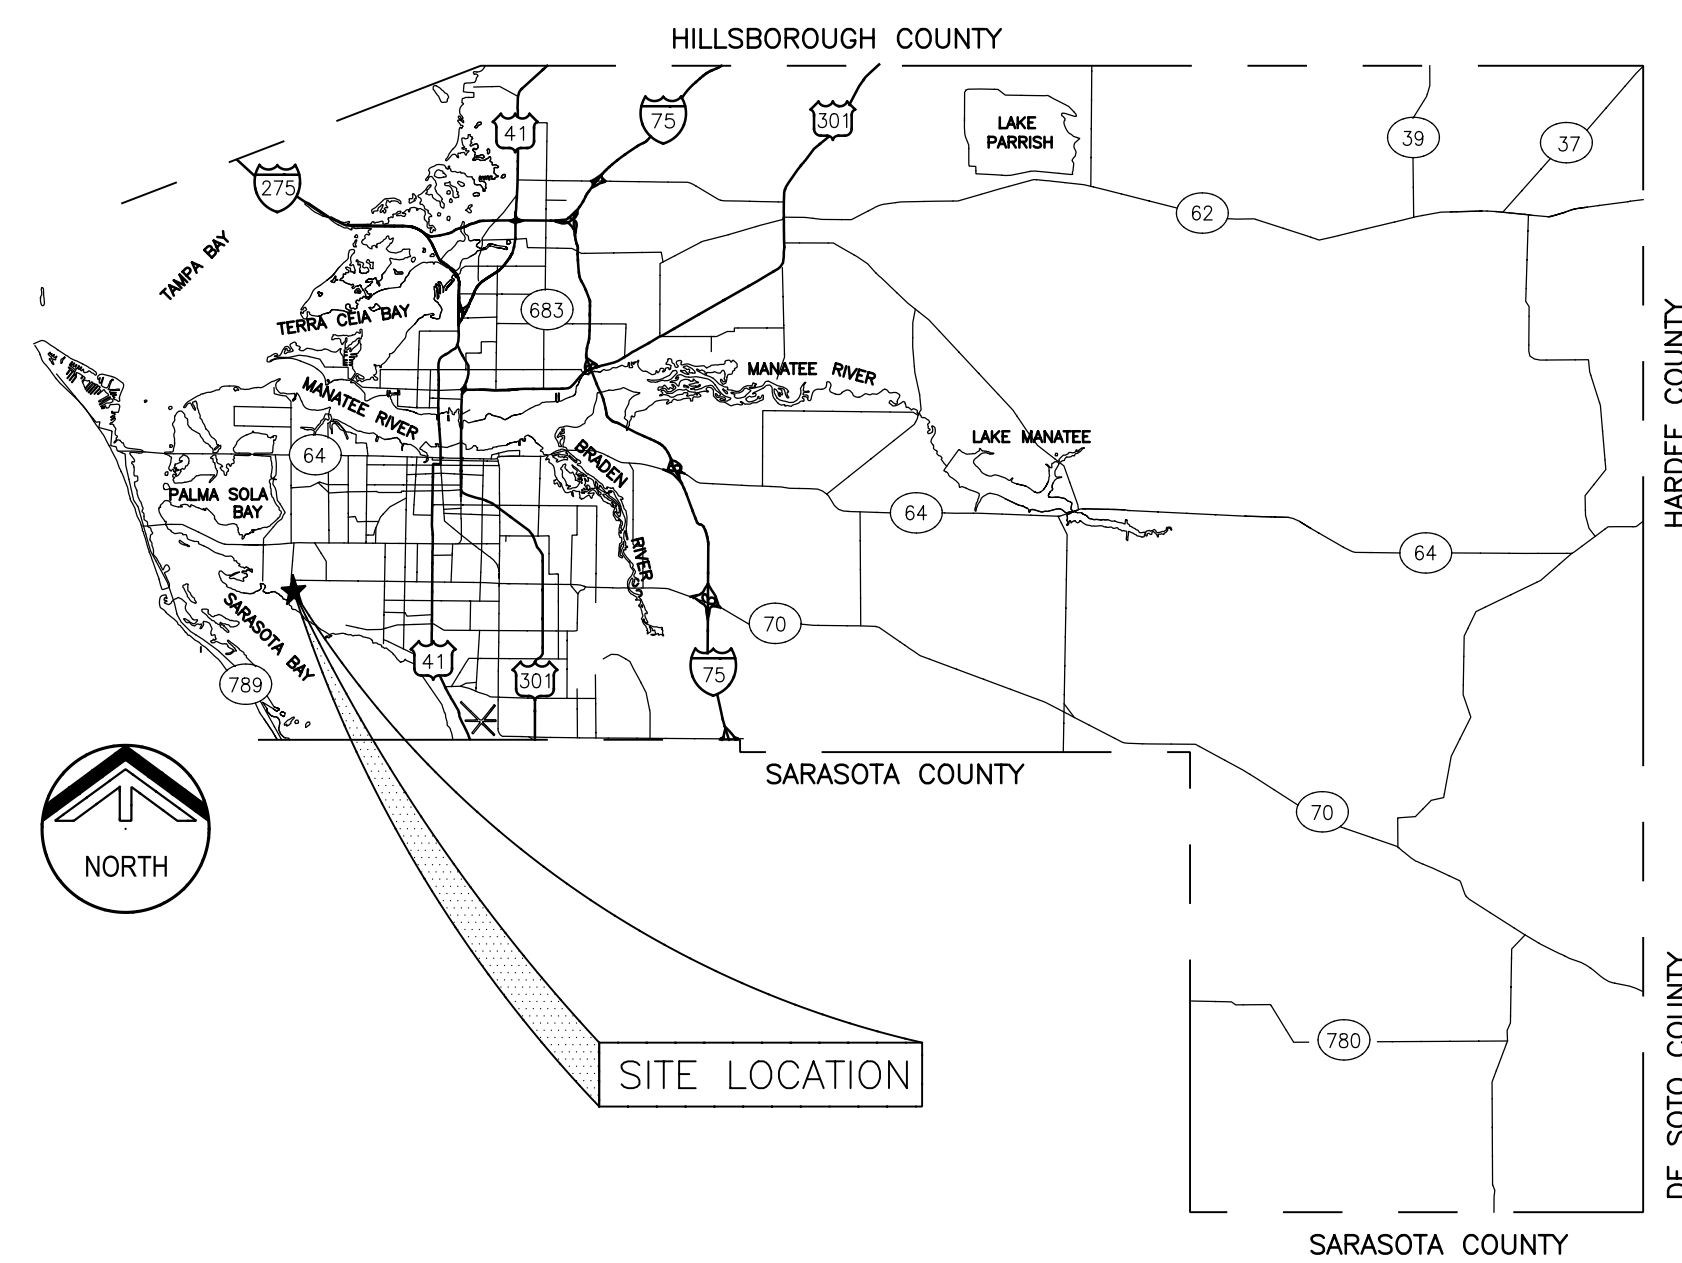 HILLSBOROUGH COUNTY
41
75
301
LAKE
PARRISH
39
37
275
62
TAMPA BAY
683
TERRA CEIA BAY
HARDEE COUNTY
MANATEE RIVER
MANATEE RIVER
LAKE MANATEE
64
BRADEN
RIVER
PALMA SOLA
BAY
64
64
SARASOTA BAY
70
41
75
301
789
SARASOTA COUNTY
70
NORTH
DE SOTO COUNTY
780
SITE LOCATION
SARASOTA COUNTY